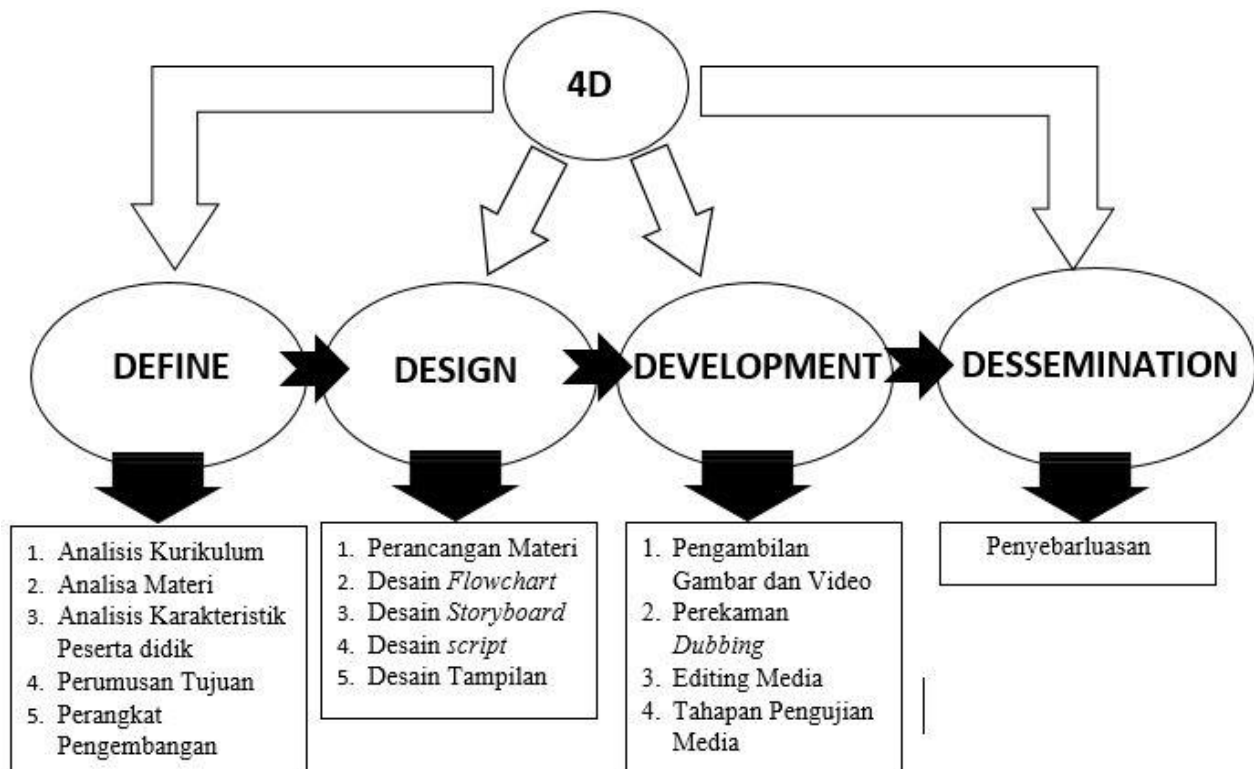 4D
DEFINE
DESIGN
DEVELOPMENT
DESSEMINATION
1. Analisis Kurikulum
2. Analisa Materi
3. Analisis Karakteristik
Peserta didik
4. Perumusan Tujuan
5. Perangkat
Pengembangan
1. Perancangan Materi
2. Desain Flowchart
3. Desain Storyboard
4. Desain script
5. Desain Tampilan
1. Pengambilan
Gambar dan Video
2. Perekaman
Dubbing
3. Editing Media
4. Tahapan Pengujian
Media
Penyebarluasan